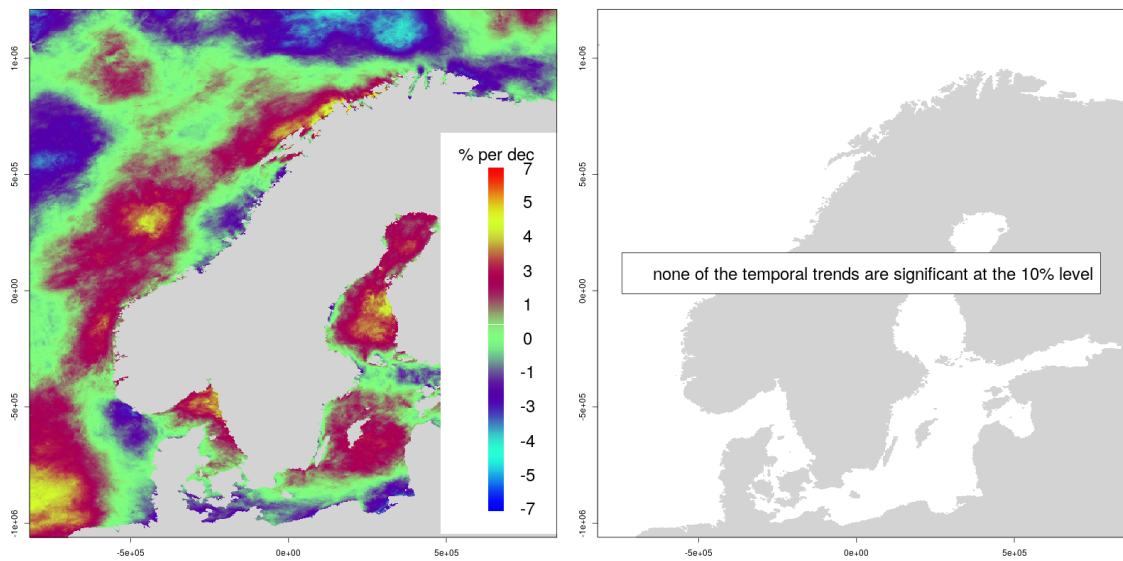 1e+06
5e+05
0e+00
-5e+05
-1e+06
-5e+05
0e+00
5e+05
% per dec
7
5
4
3
1
0
-1
-3
-4
-5
-7
1e+06
5e+05
0e+00
-5e+05
-1e+06
-5e+05
0e+00
5e+05
none of the temporal trends are significant at the 10% level